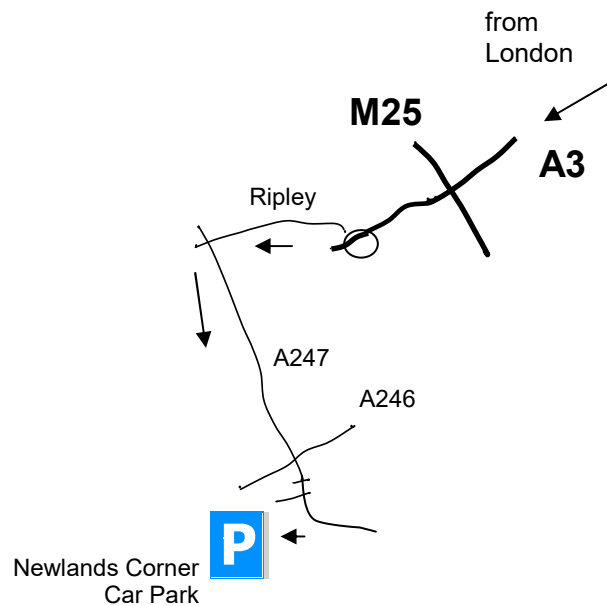 from
London
M25
A3
Ripley
A247
A246
P
Newlands Corner
Car Park